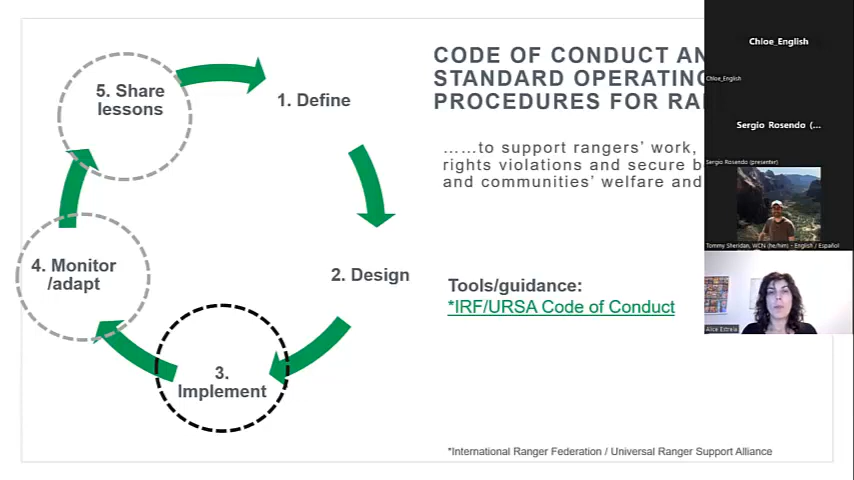 5. Share
lessons
1. Define
2. Design
3.
Implement
4. Monitor
/adapt
CODE OF CONDUCT AN
STANDARD OPERATING
PROCEDURES FOR RA
......to support rangers’ work,
rights violations and secure b
and communities’ welfare and
Tools/guidance:
*IRF/URSA Code of Conduct
*International Ranger Federation / Universal Ranger Support Alliance
Chloe_English
Chloe_English
Sergio Rosendo (...
Sergio Rosendo (presenter)
Tommy Sheridan, WCN (he/him) - English / Español
Alice Estrela